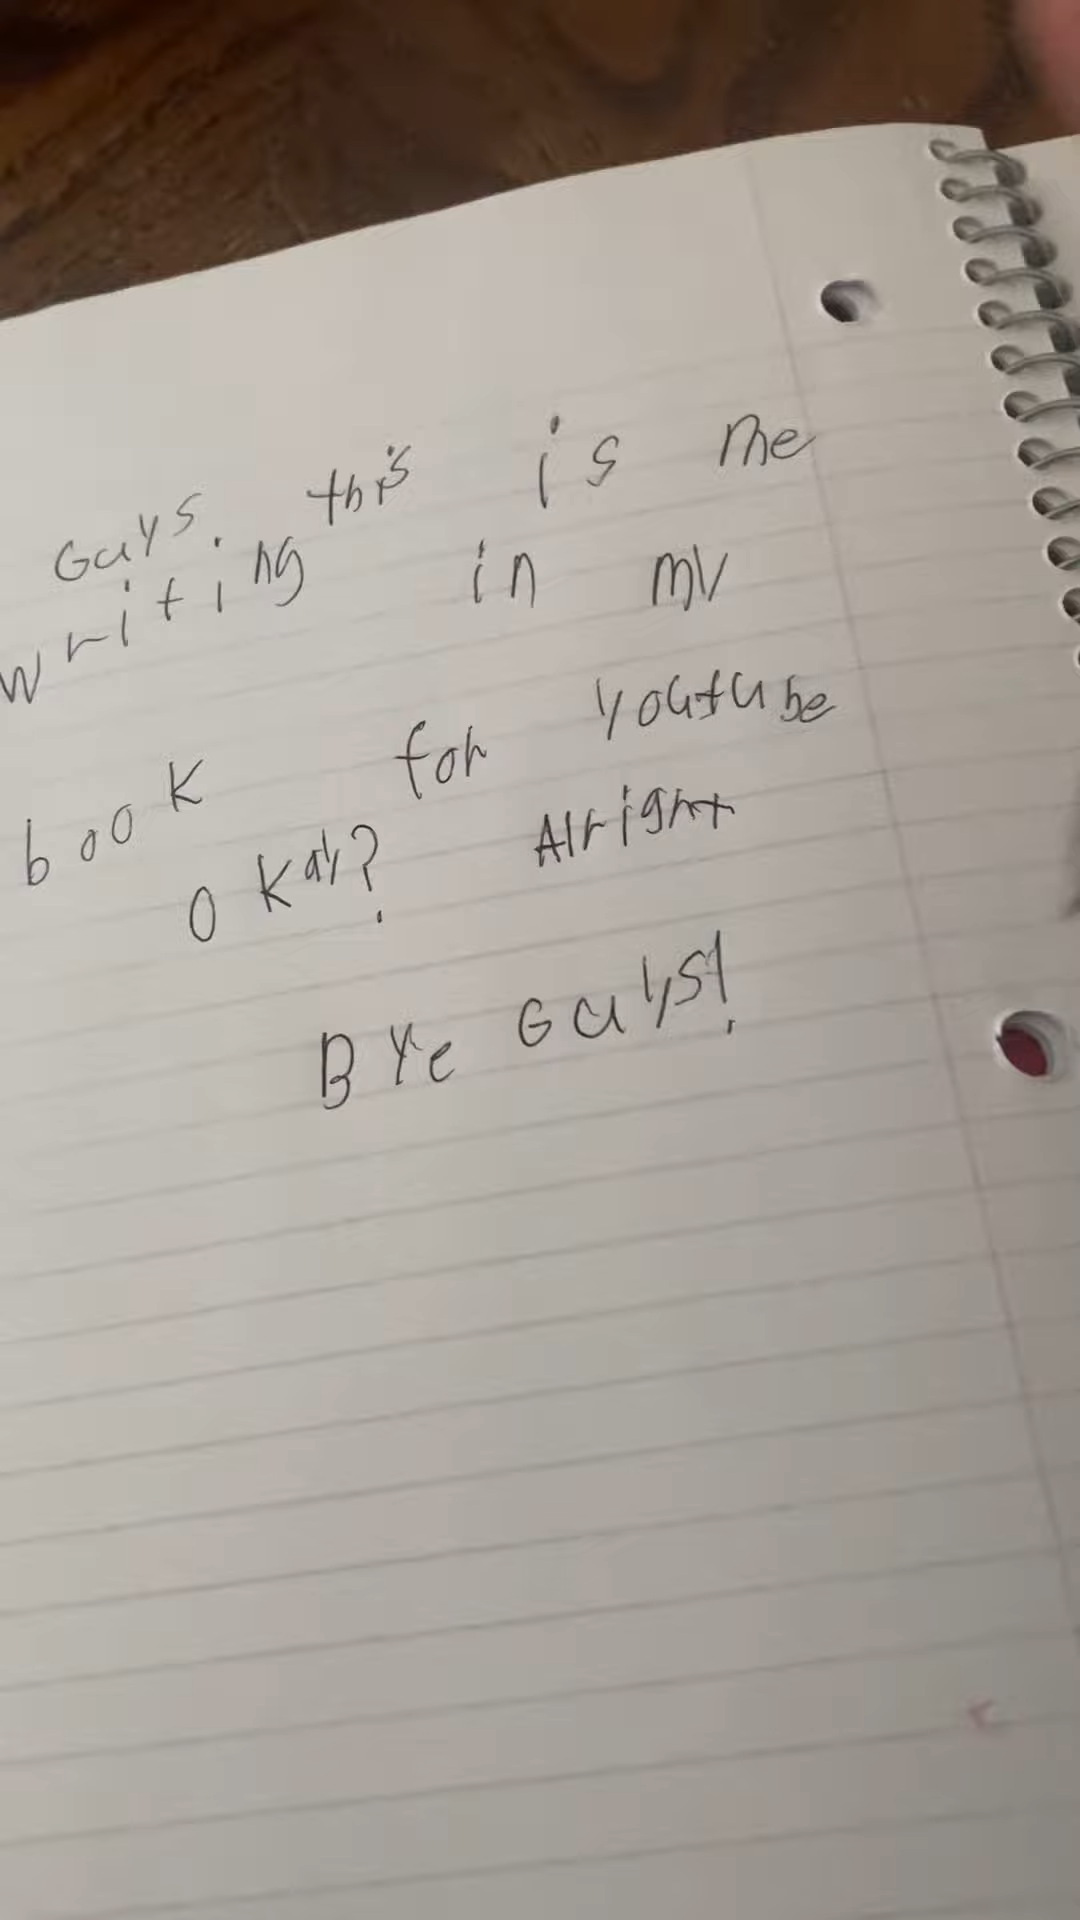 Guys. this is me
writing in my
book for youtube
okay? Alright
Bye Guys!